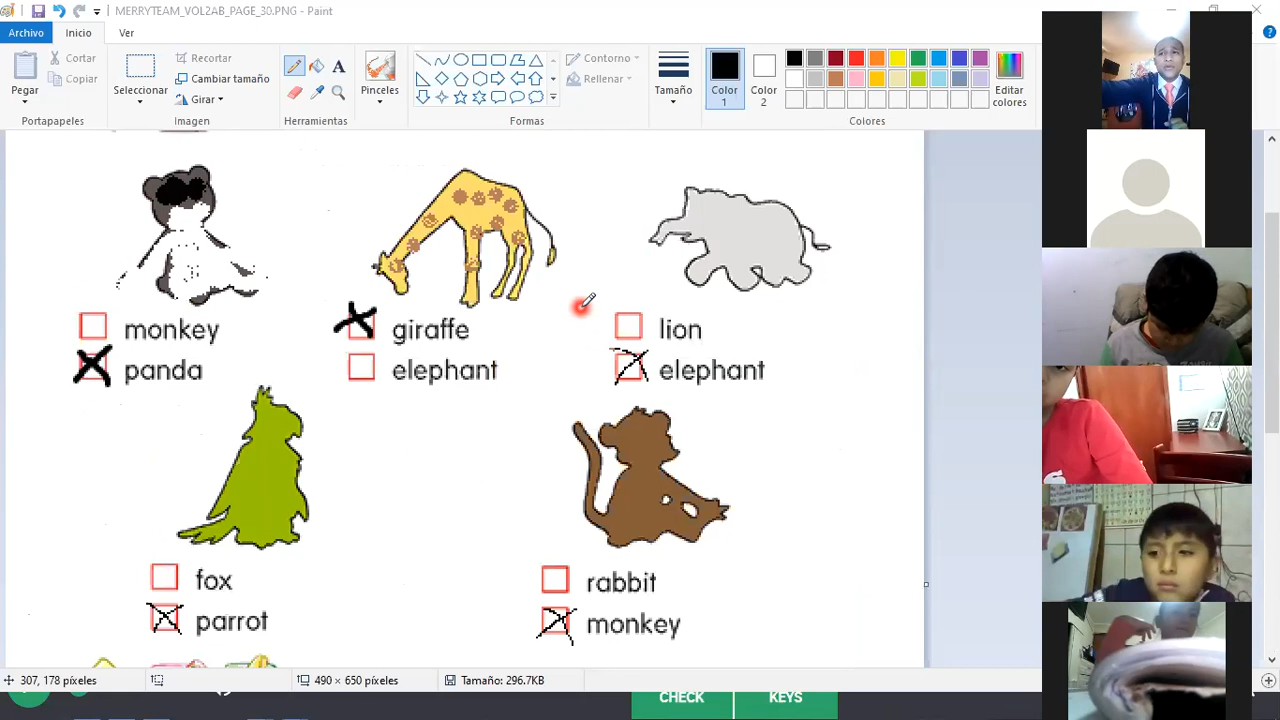 MERRYTEAM_VOL2AB_PAGE_30.PNG - Paint
Archivo Inicio Ver
Pegar
Cortar
Copiar
Portapapeles
Seleccionar
Recortar
Cambiar tamaño
Girar
Imagen
A
Herramientas
Pinceles
Contorno
Rellenar
Formas
Tamaño
Color 1
Color 2
Editar colores
Colores
monkey
panda
giraffe
elephant
lion
elephant
fox
parrot
rabbit
monkey
307, 178 píxeles
490 × 650 píxeles
Tamaño: 296.7KB
CHECK
KEYS